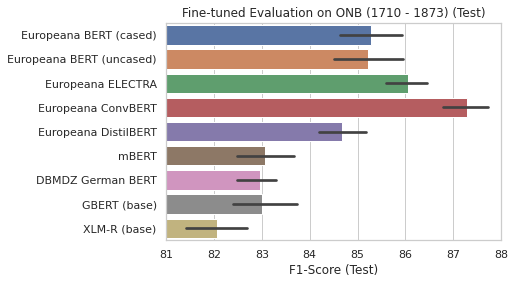 Fine-tuned Evaluation on ONB (1710 - 1873) (Test)
Europeana BERT (cased)
Europeana BERT (uncased)
Europeana ELECTRA
Europeana ConvBERT
Europeana DistilBERT
mBERT
DBMDZ German BERT
GBERT (base)
XLM-R (base)
81 82 83 84 85 86 87 88
F1-Score (Test)